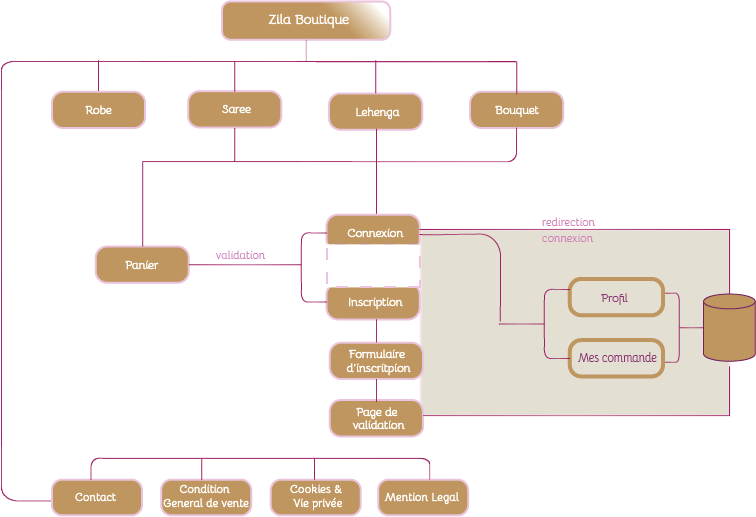 Zila Boutique
Robe
Saree
Lehenga
Bouquet
redirection
connexion
Connexion
validation
Panier
Inscription
Profil
Mes commande
Formulaire
d'inscritpion
Page de
validation
Contact
Condition
General de vente
Cookies &
Vie privée
Mention Legal